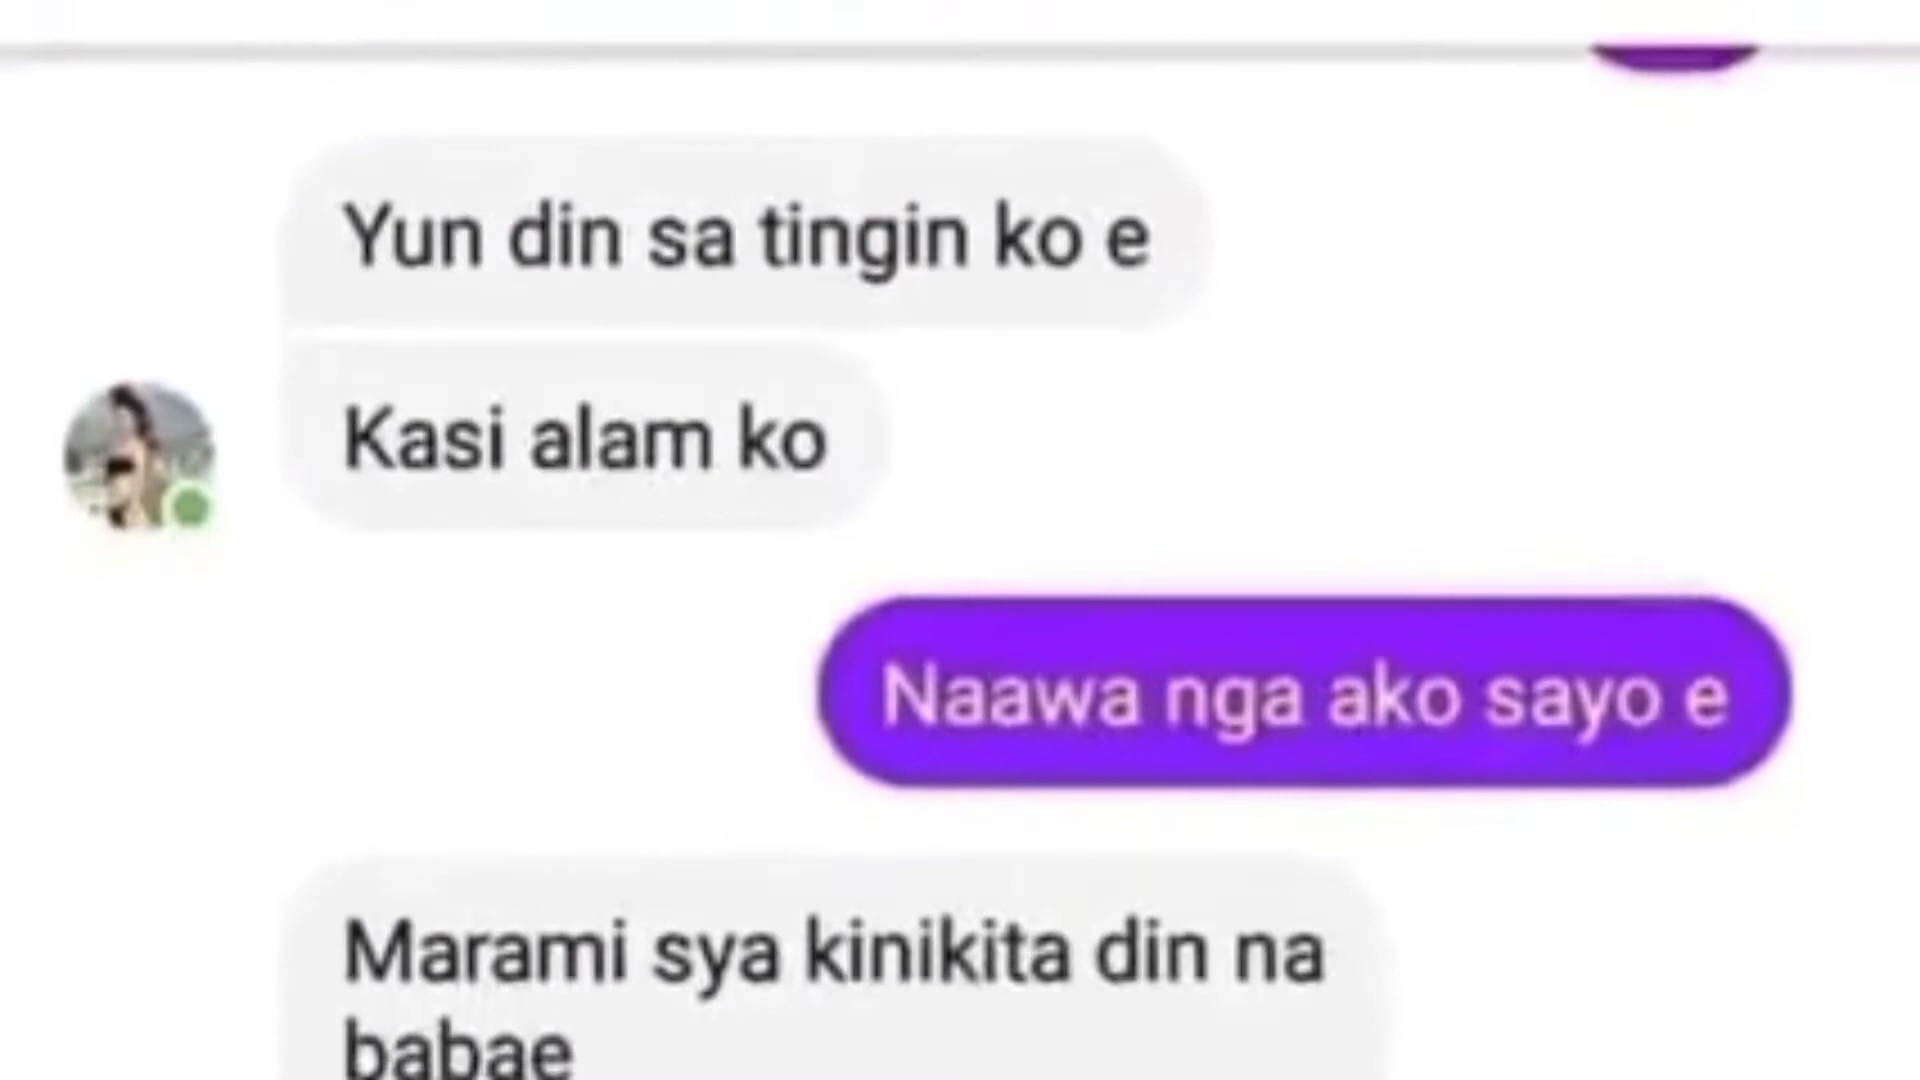 Yun din sa tingin ko e
Kasi alam ko
Naawa nga ako sayo e
Marami sya kinikita din na
babae